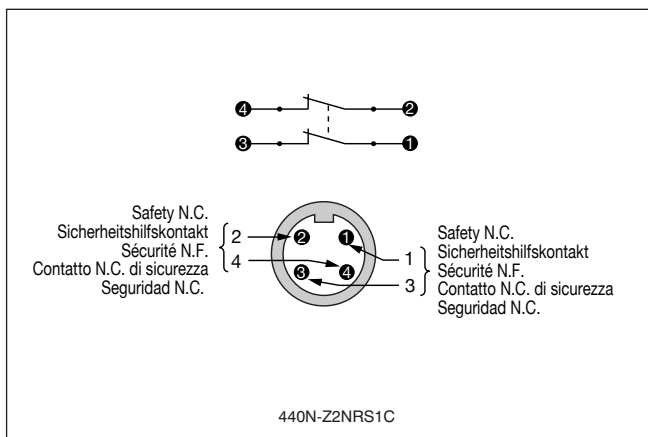 4 2
3 1
Safety N.C.
Sicherheitshilfskontakt
Sécurité N.F.
Contatto N.C. di sicurezza
Seguridad N.C.
2
4
2 1
3 4
1
3
Safety N.C.
Sicherheitshilfskontakt
Sécurité N.F.
Contatto N.C. di sicurezza
Seguridad N.C.
440N-Z2NRS1C